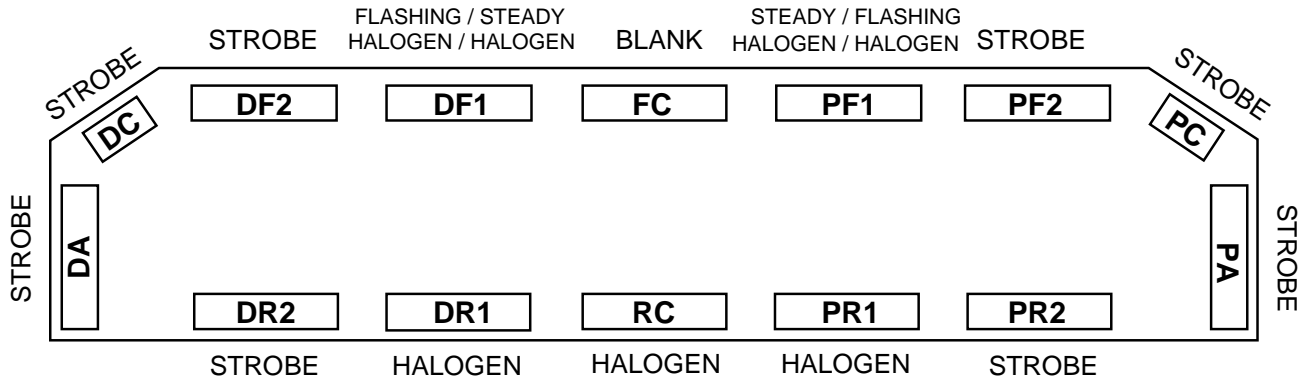 FLASHING / STEADY
HALOGEN / HALOGEN
STEADY / FLASHING
HALOGEN / HALOGEN
STROBE
BLANK
STROBE
STROBE
STROBE
DC
DF2
DF1
FC
PF1
PF2
PC
STROBE
DA
PA
STROBE
DR2
DR1
RC
PR1
PR2
STROBE
HALOGEN
HALOGEN
HALOGEN
STROBE